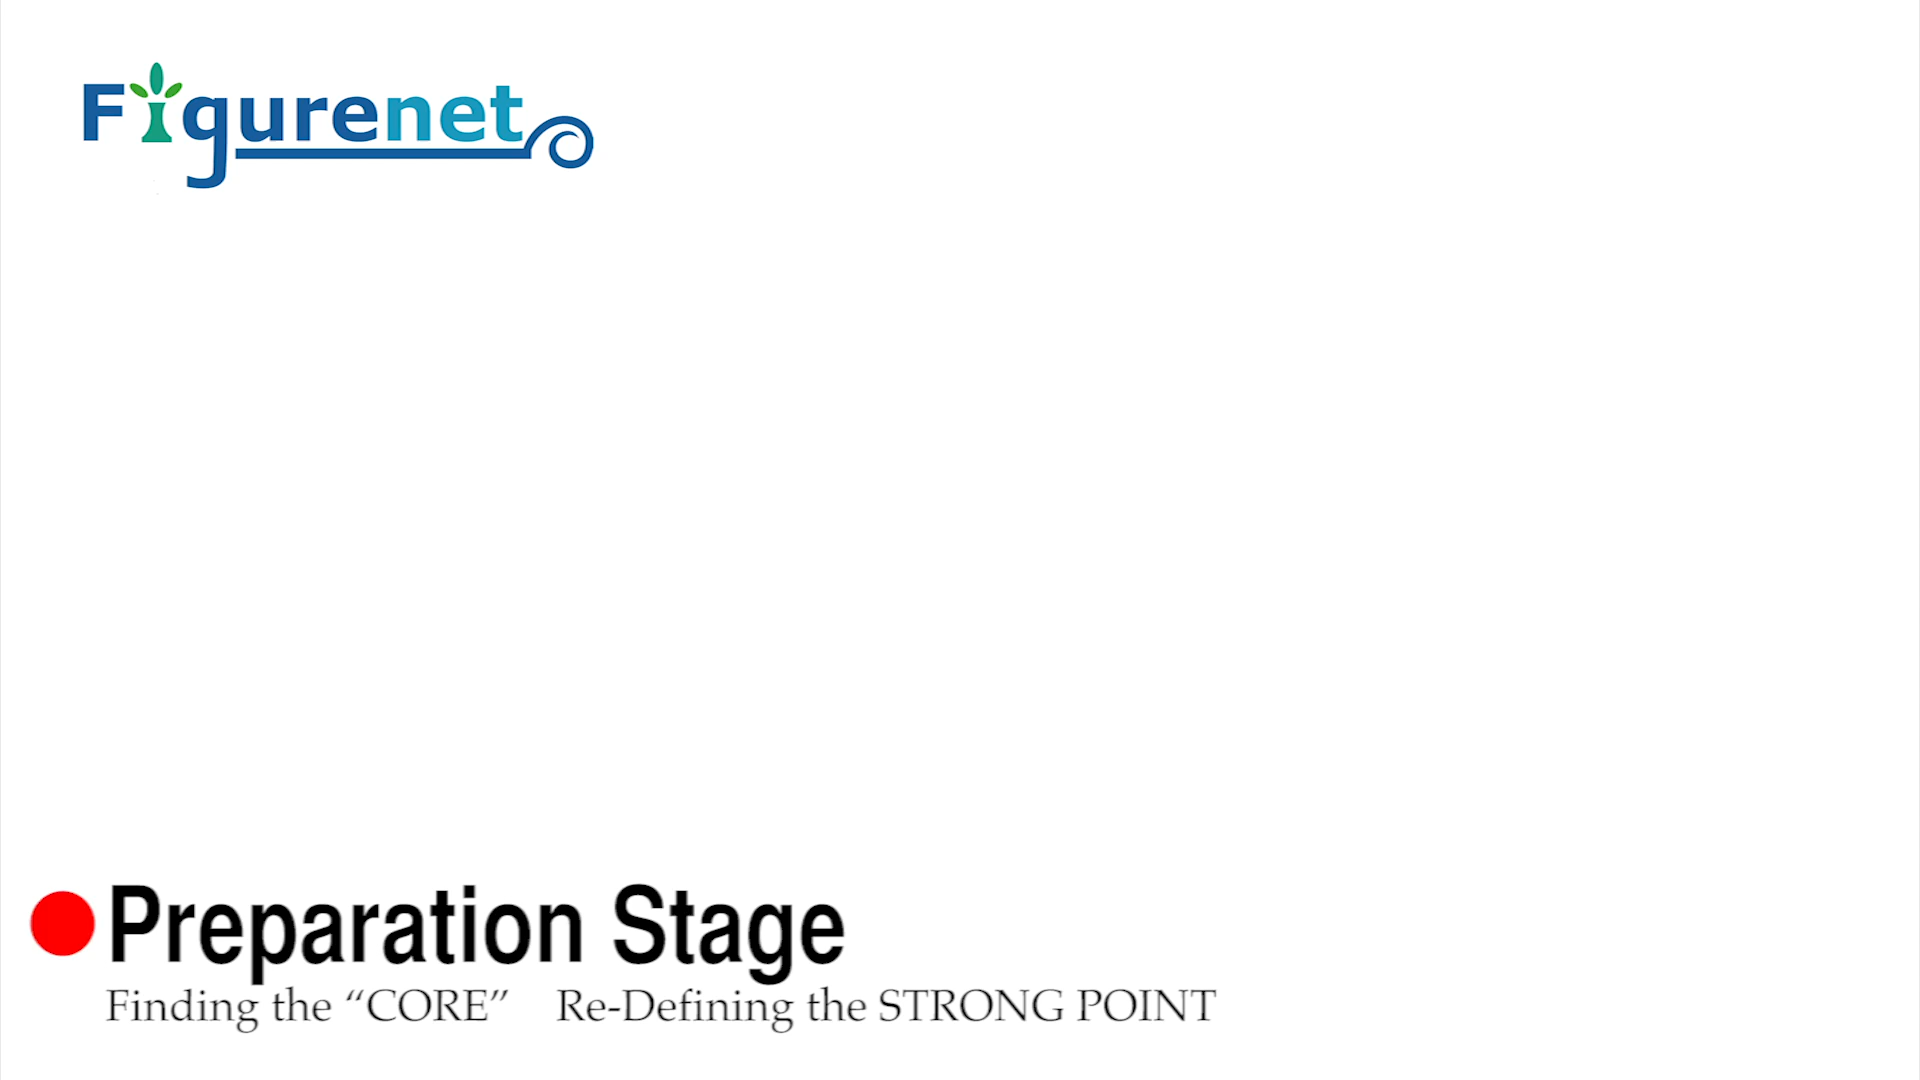 Figurenet
Preparation Stage
Finding the “CORE” Re-Defining the STRONG POINT